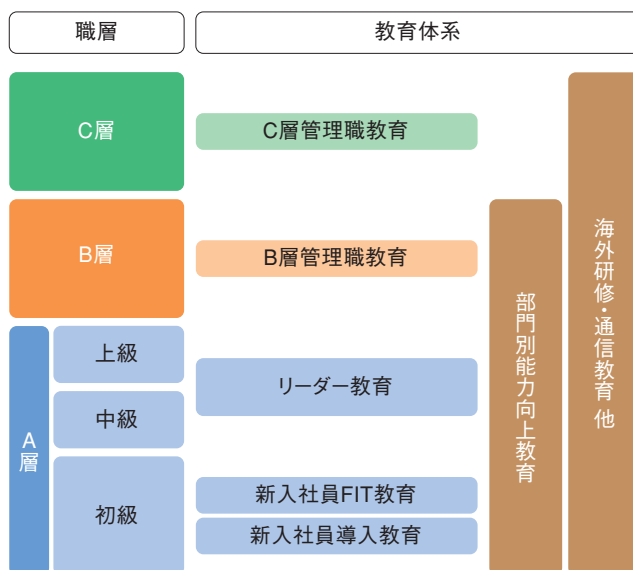 職層
教育体系
C層
C層管理職教育
B層
B層管理職教育
A層
上級
中級
初級
リーダー教育
新入社員FIT教育
新入社員導入教育
部門別能力向上教育
海外研修・通信教育 他